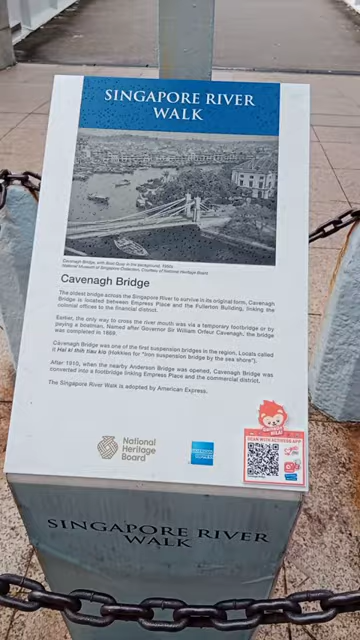 SINGAPORE RIVER
WALK
Cavenagh Bridge, with Boat Quay in the background, 1890s.
National Museum of Singapore Collection, Courtesy of National Heritage Board.
Cavenagh Bridge
The oldest bridge across the Singapore River to survive in its original form, Cavenagh
Bridge is located between Empress Place and the Fullerton Building, linking the
colonial offices to the financial district.
Earlier, the only way to cross the river mouth was via a temporary footbridge or by
paying a boatman. Named after Governor Sir William Orfeur Cavenagh, the bridge
was completed in 1869.
Cavenagh Bridge was one of the first suspension bridges in the region. Locals called
it Hai ki thih tiau kio (Hokkien for "iron suspension bridge by the sea shore").
After 1910, when the nearby Anderson Bridge was opened, Cavenagh Bridge was
converted into a footbridge linking Empress Place and the commercial district.
The Singapore River Walk is adopted by American Express.
National
Heritage
Board
SINGAPORE RIVER
WALK